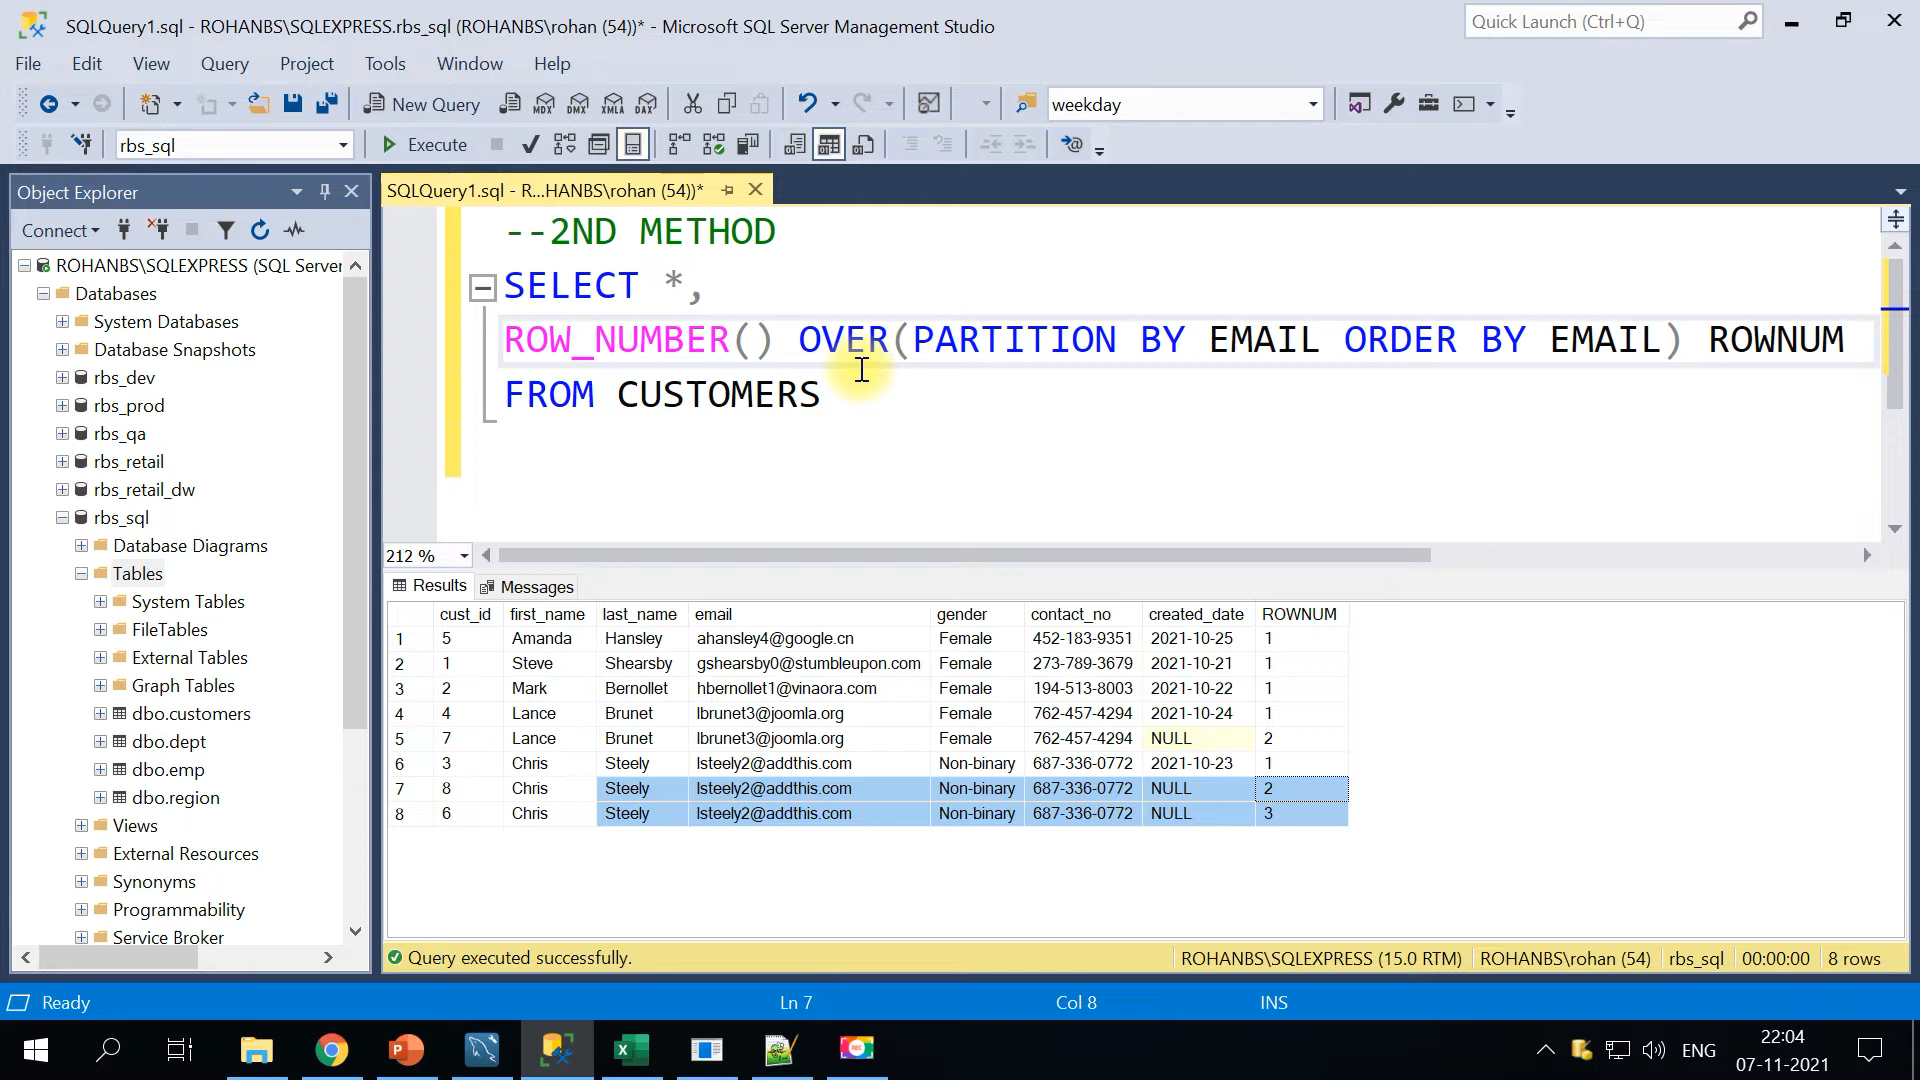 SQLQuery1.sql - ROHANBS\SQLEXPRESS.rbs_sql (ROHANBS\rohan (54))* - Microsoft SQL Server Management Studio
Quick Launch (Ctrl+Q)
File Edit View Query Project Tools Window Help
New Query MDX DMX XMLA DAX weekday
rbs_sql Execute
Object Explorer
SQLQuery1.sql - R...HANBS\rohan (54))*
Connect
ROHANBS\SQLEXPRESS (SQL Server
Databases
System Databases
Database Snapshots
rbs_dev
rbs_prod
rbs_qa
rbs_retail
rbs_retail_dw
rbs_sql
Database Diagrams
Tables
System Tables
FileTables
External Tables
Graph Tables
dbo.customers
dbo.dept
dbo.emp
dbo.region
Views
External Resources
Synonyms
Programmability
Service Broker
--2ND METHOD
SELECT *,
ROW_NUMBER() OVER(PARTITION BY EMAIL ORDER BY EMAIL) ROWNUM
FROM CUSTOMERS
212 %
Results Messages
cust_id first_name last_name email gender contact_no created_date ROWNUM
1 5 Amanda Hansley ahansley4@google.cn Female 452-183-9351 2021-10-25 1
2 1 Steve Shearsby gshearsby0@stumbleupon.com Female 273-789-3679 2021-10-21 1
3 2 Mark Bernollet hbernollet1@vinaora.com Female 194-513-8003 2021-10-22 1
4 4 Lance Brunet lbrunet3@joomla.org Female 762-457-4294 2021-10-24 1
5 7 Lance Brunet lbrunet3@joomla.org Female 762-457-4294 NULL 2
6 3 Chris Steely lsteely2@addthis.com Non-binary 687-336-0772 2021-10-23 1
7 8 Chris Steely lsteely2@addthis.com Non-binary 687-336-0772 NULL 2
8 6 Chris Steely lsteely2@addthis.com Non-binary 687-336-0772 NULL 3
Query executed successfully. ROHANBS\SQLEXPRESS (15.0 RTM) ROHANBS\rohan (54) rbs_sql 00:00:00 8 rows
Ready Ln 7 Col 8 INS
ENG
22:04
07-11-2021